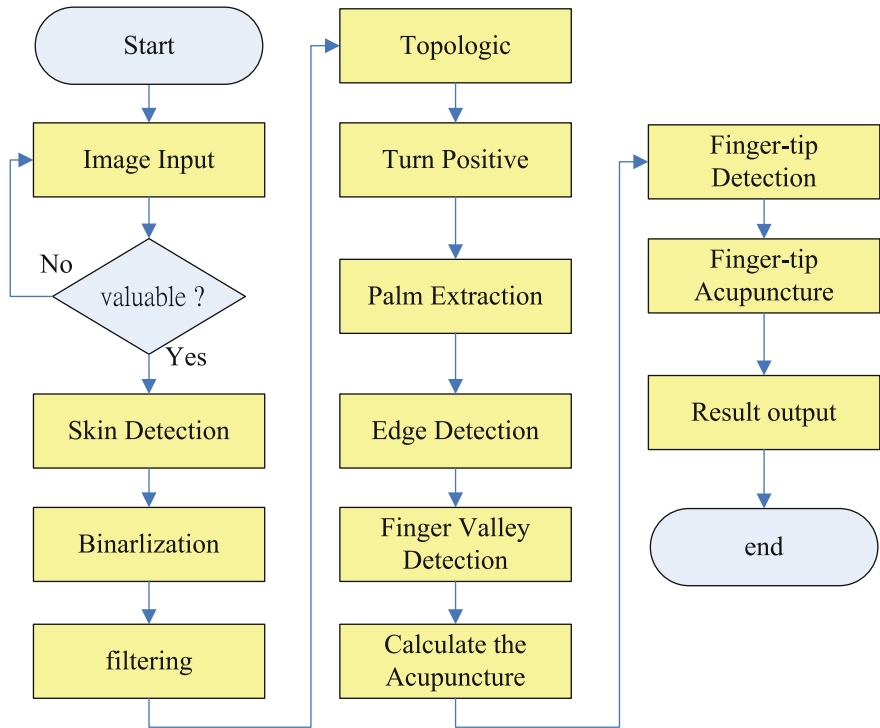 Start
Image Input
No
valuable ?
Yes
Skin Detection
Binarlization
filtering
Topologic
Turn Positive
Palm Extraction
Edge Detection
Finger Valley
Detection
Calculate the
Acupuncture
Finger-tip
Detection
Finger-tip
Acupuncture
Result output
end